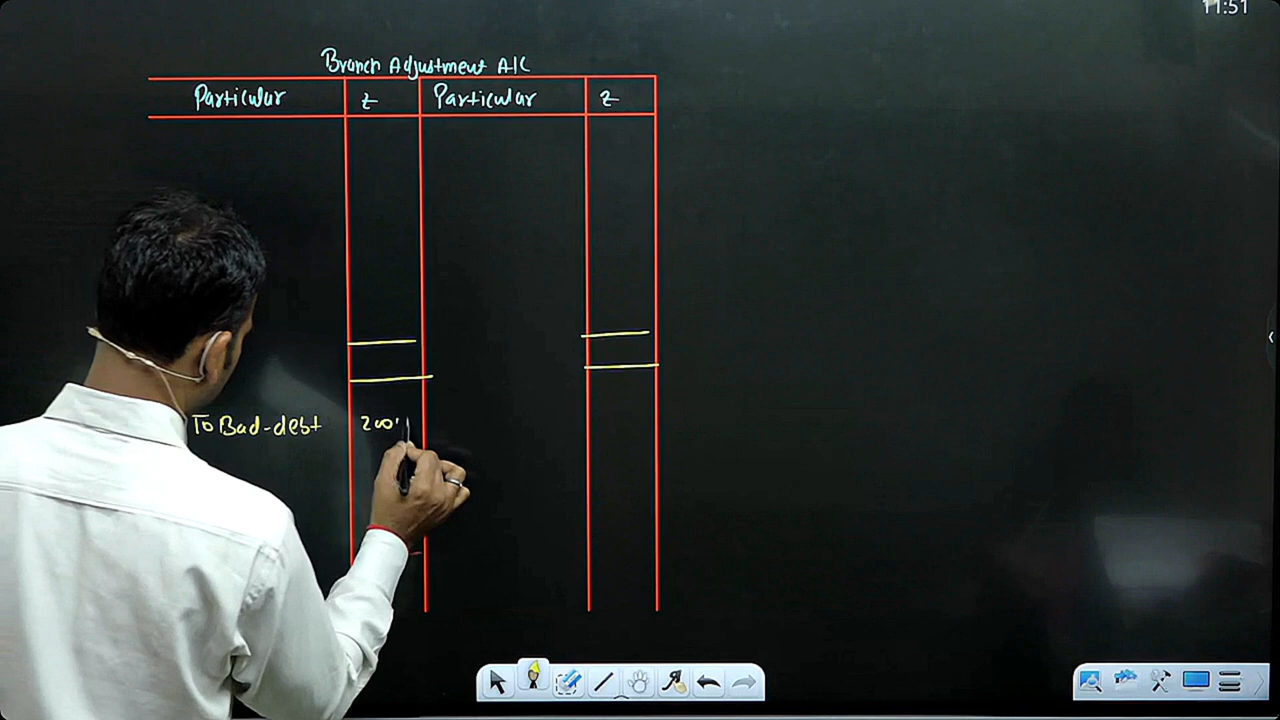 11:51
Branch Adjustment A/C
Particular ₹ Particular ₹
To Bad-debt 200